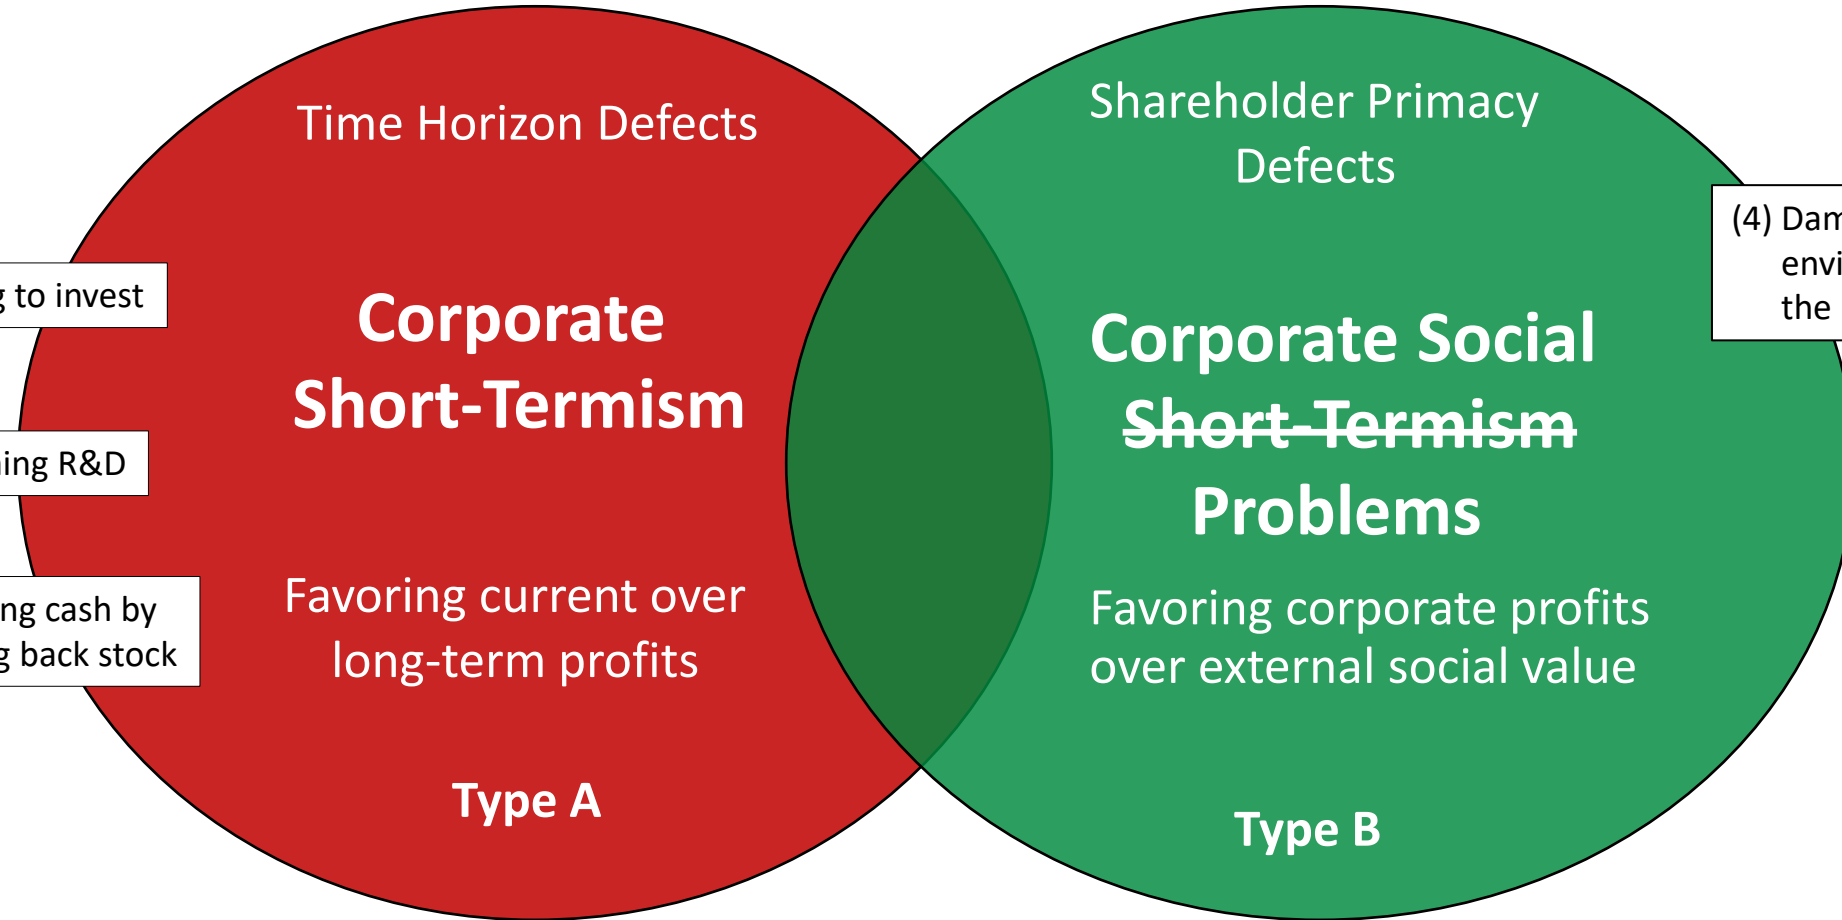 Time Horizon Defects
Corporate
Short-Termism
Favoring current over
long-term profits
Type A
to invest
R&D
cash by
back stock
Shareholder Primacy
Defects
Corporate Social
Short-Termism
Problems
Favoring corporate profits
over external social value
Type B
(4)
the